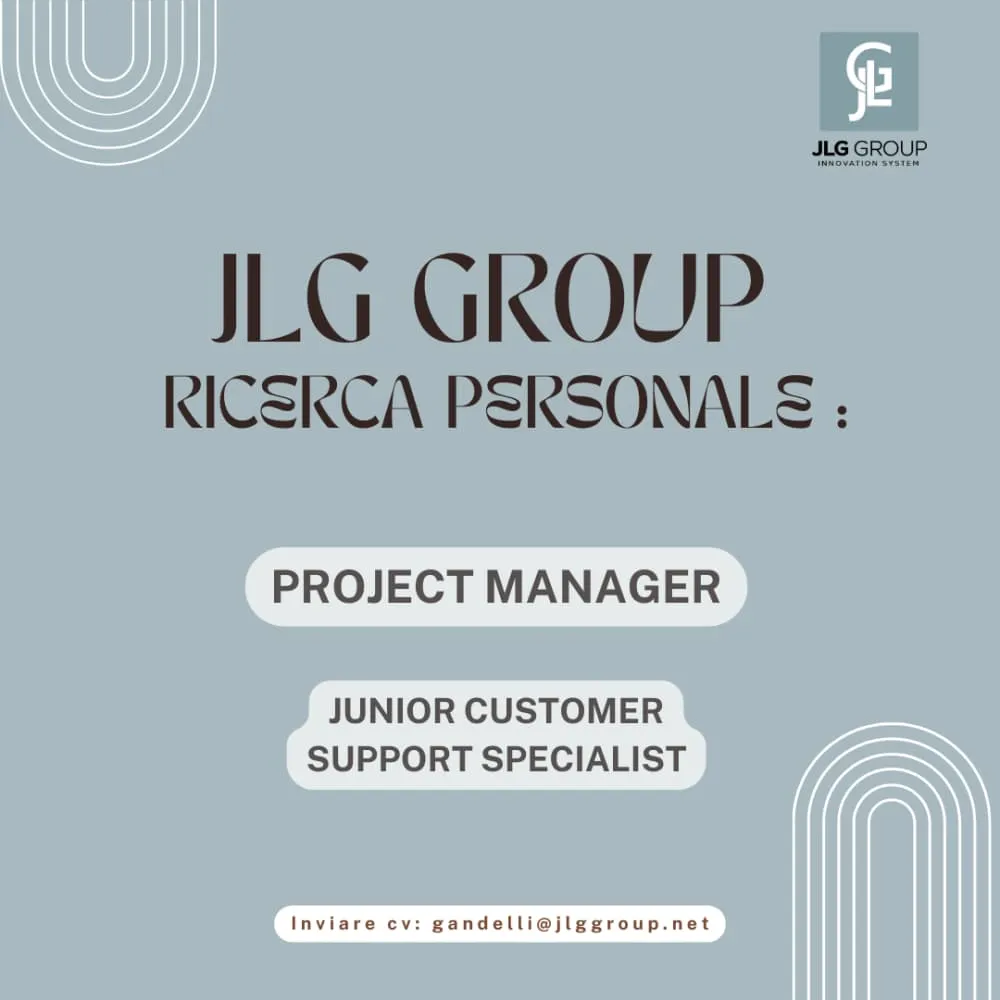 JLG GROUP
INNOVATION SYSTEM
JLG GROUP
RICERCA PERSONALE :
PROJECT MANAGER
JUNIOR CUSTOMER
SUPPORT SPECIALIST
Inviare cv: gandelli@jlggroup.net